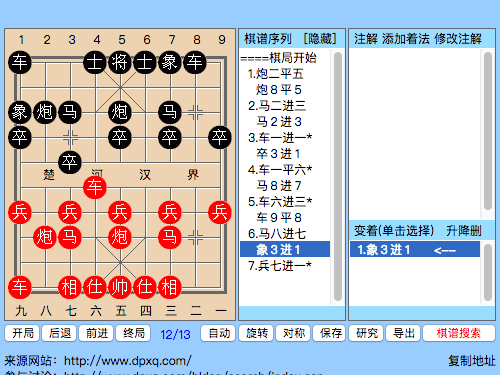 1 2 3 4 5 6 7 8 9
车 士 将 士 象 车
象 炮 马 炮 马
卒 卒 卒 卒
卒
楚 河 汉 界
车
兵 兵 兵 兵 兵
炮 马 炮 马
车 相 仕 帅 仕 相
九 八 七 六 五 四 三 二 一
棋谱序列 [隐藏]
====棋局开始
1.炮二平五
炮8平5
2.马二进三
马2进3
3.车一进一*
卒3进1
4.车一平六*
马8进7
5.车六进三*
车9平8
6.马八进七
象3进1
7.兵七进一*
注解 添加着法 修改注解
变着(单击选择) 升降删
1.象3进1 <--
开局 后退 前进 终局 12/13 自动 旋转 对称 保存 研究 导出 棋谱搜索
来源网站: http://www.dpxq.com/ 复制地址